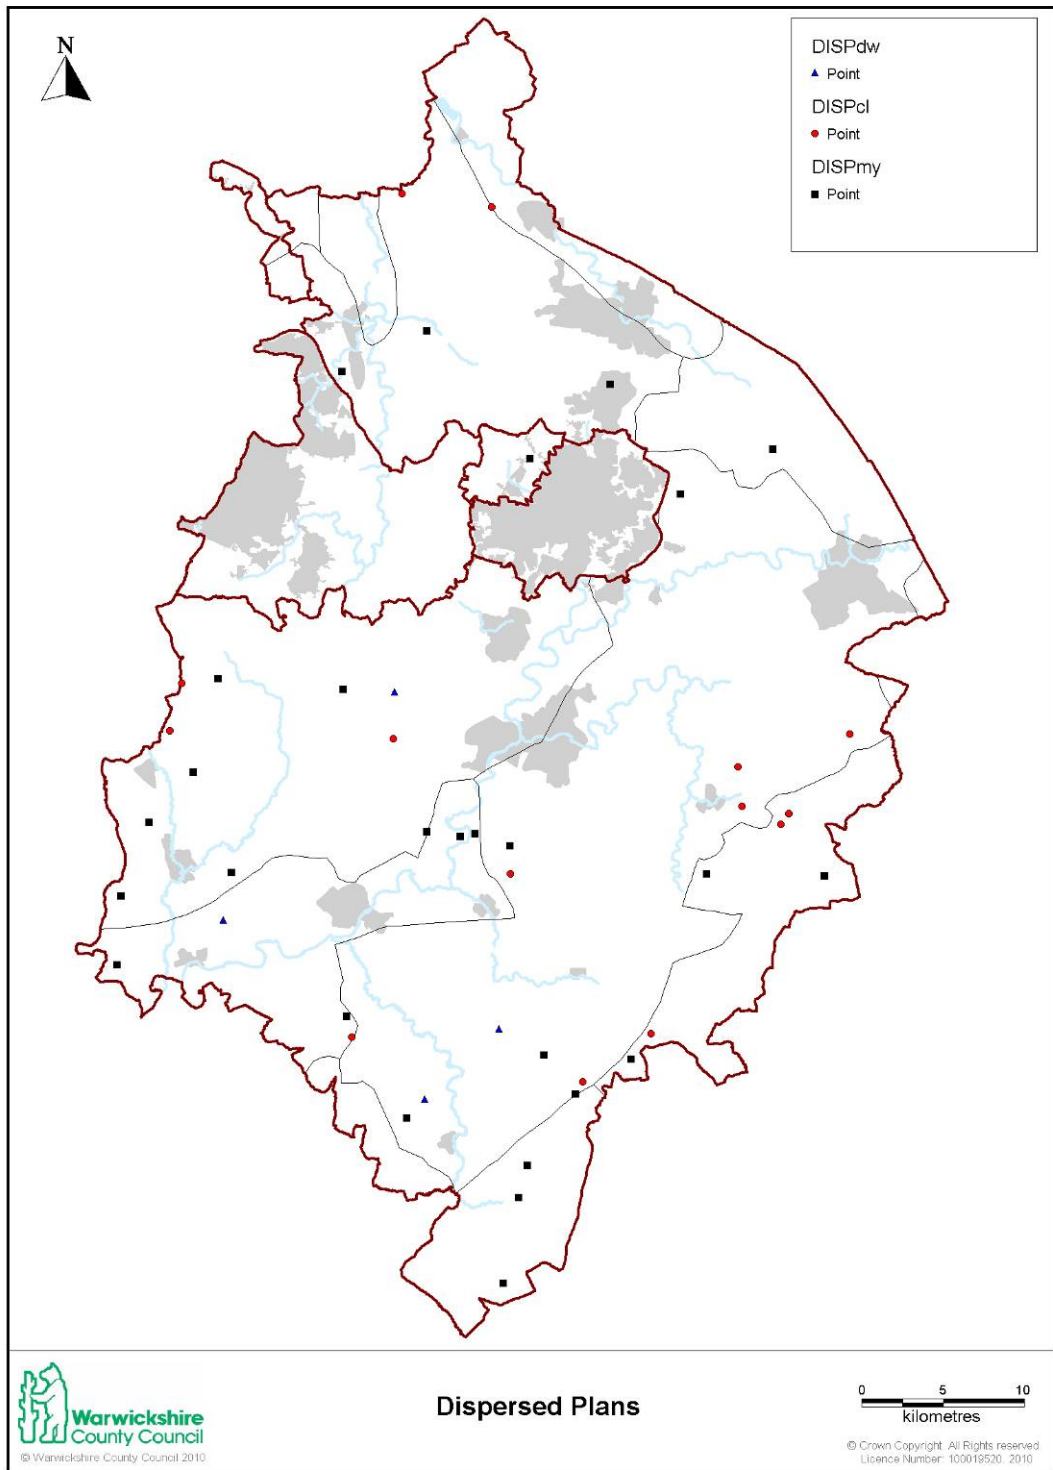 N
DISPdw
Point
DISPcl
Point
DISPmy
Point
Warwickshire
County Council
© Warwickshire County Council 2010
Dispersed Plans
0 5 10
kilometres
© Crown Copyright. All Rights reserved
Licence Number: 100019520. 2010